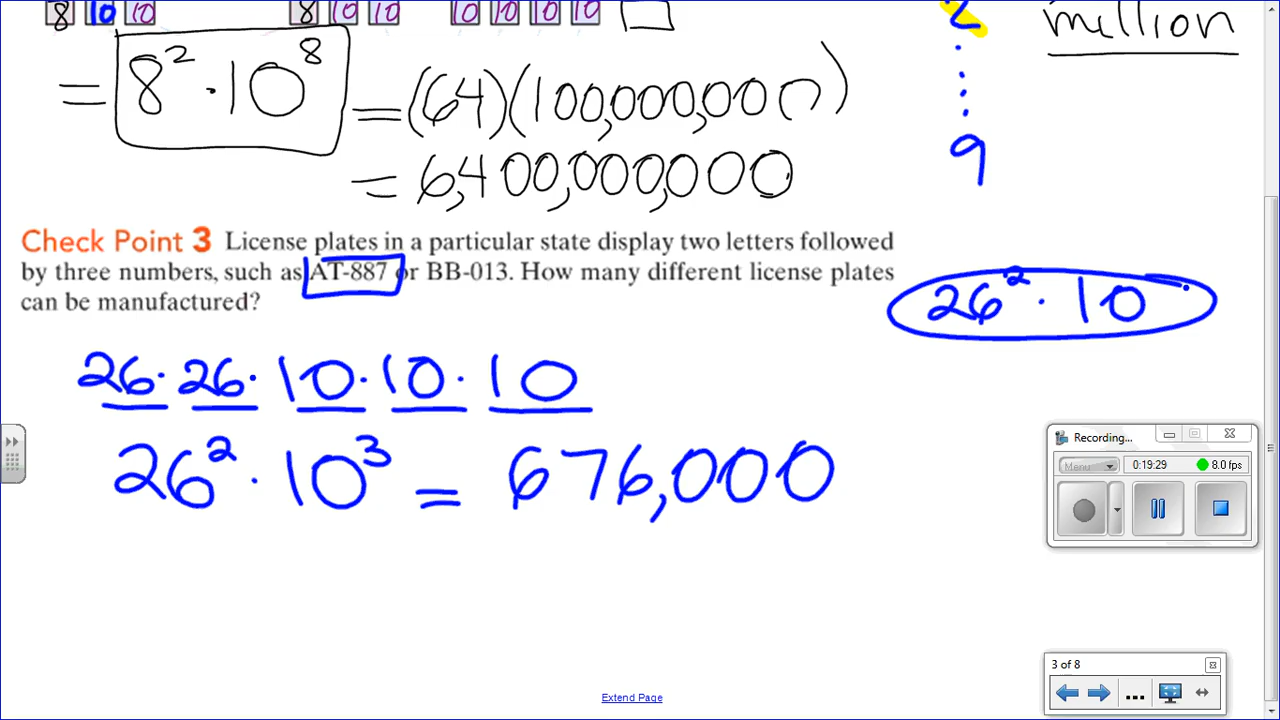 8 10 10 8 10 10 10 10 10 10
= 8² · 10⁸ = (64)(100,000,000)
= 6,400,000,000
2
9
million
Check Point 3 License plates in a particular state display two letters followed
by three numbers, such as AT-887 or BB-013. How many different license plates
can be manufactured?
26² · 10
26 · 26 · 10 · 10 · 10
26² · 10³ = 676,000
Recording...
Menu
0:19:29 8.0 fps
3 of 8
...
Extend Page